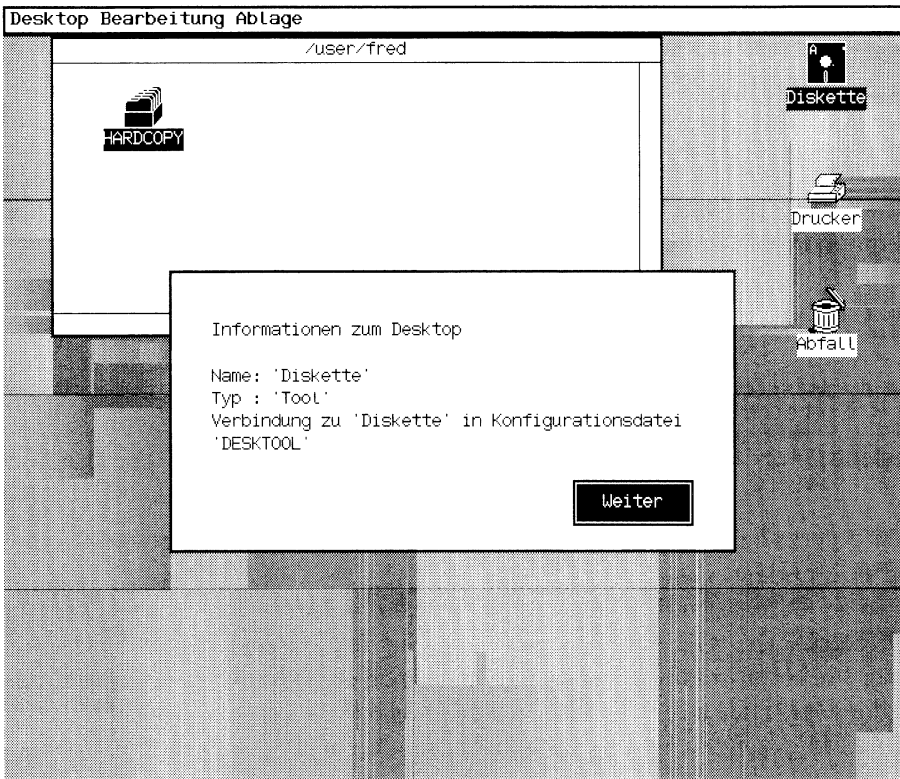 Desktop Bearbeitung Ablage
/user/fred
A
Diskette
HARDCOPY
Drucker
Abfall
Informationen zum Desktop
Name: 'Diskette'
Typ : 'Tool'
Verbindung zu 'Diskette' in Konfigurationsdatei
'DESKTOOL'
Weiter